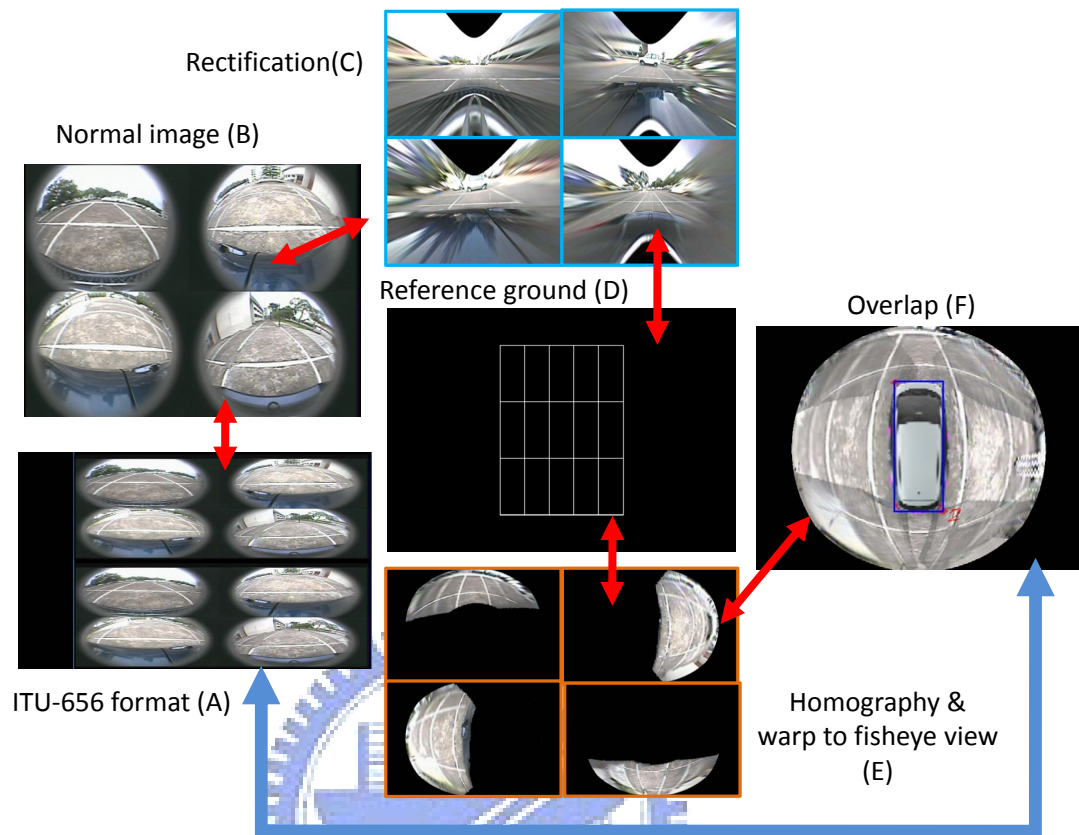 Rectification(C)
Normal image (B)
Reference ground (D)
Overlap (F)
ITU-656 format (A)
Homography &
warp to fisheye view
(E)